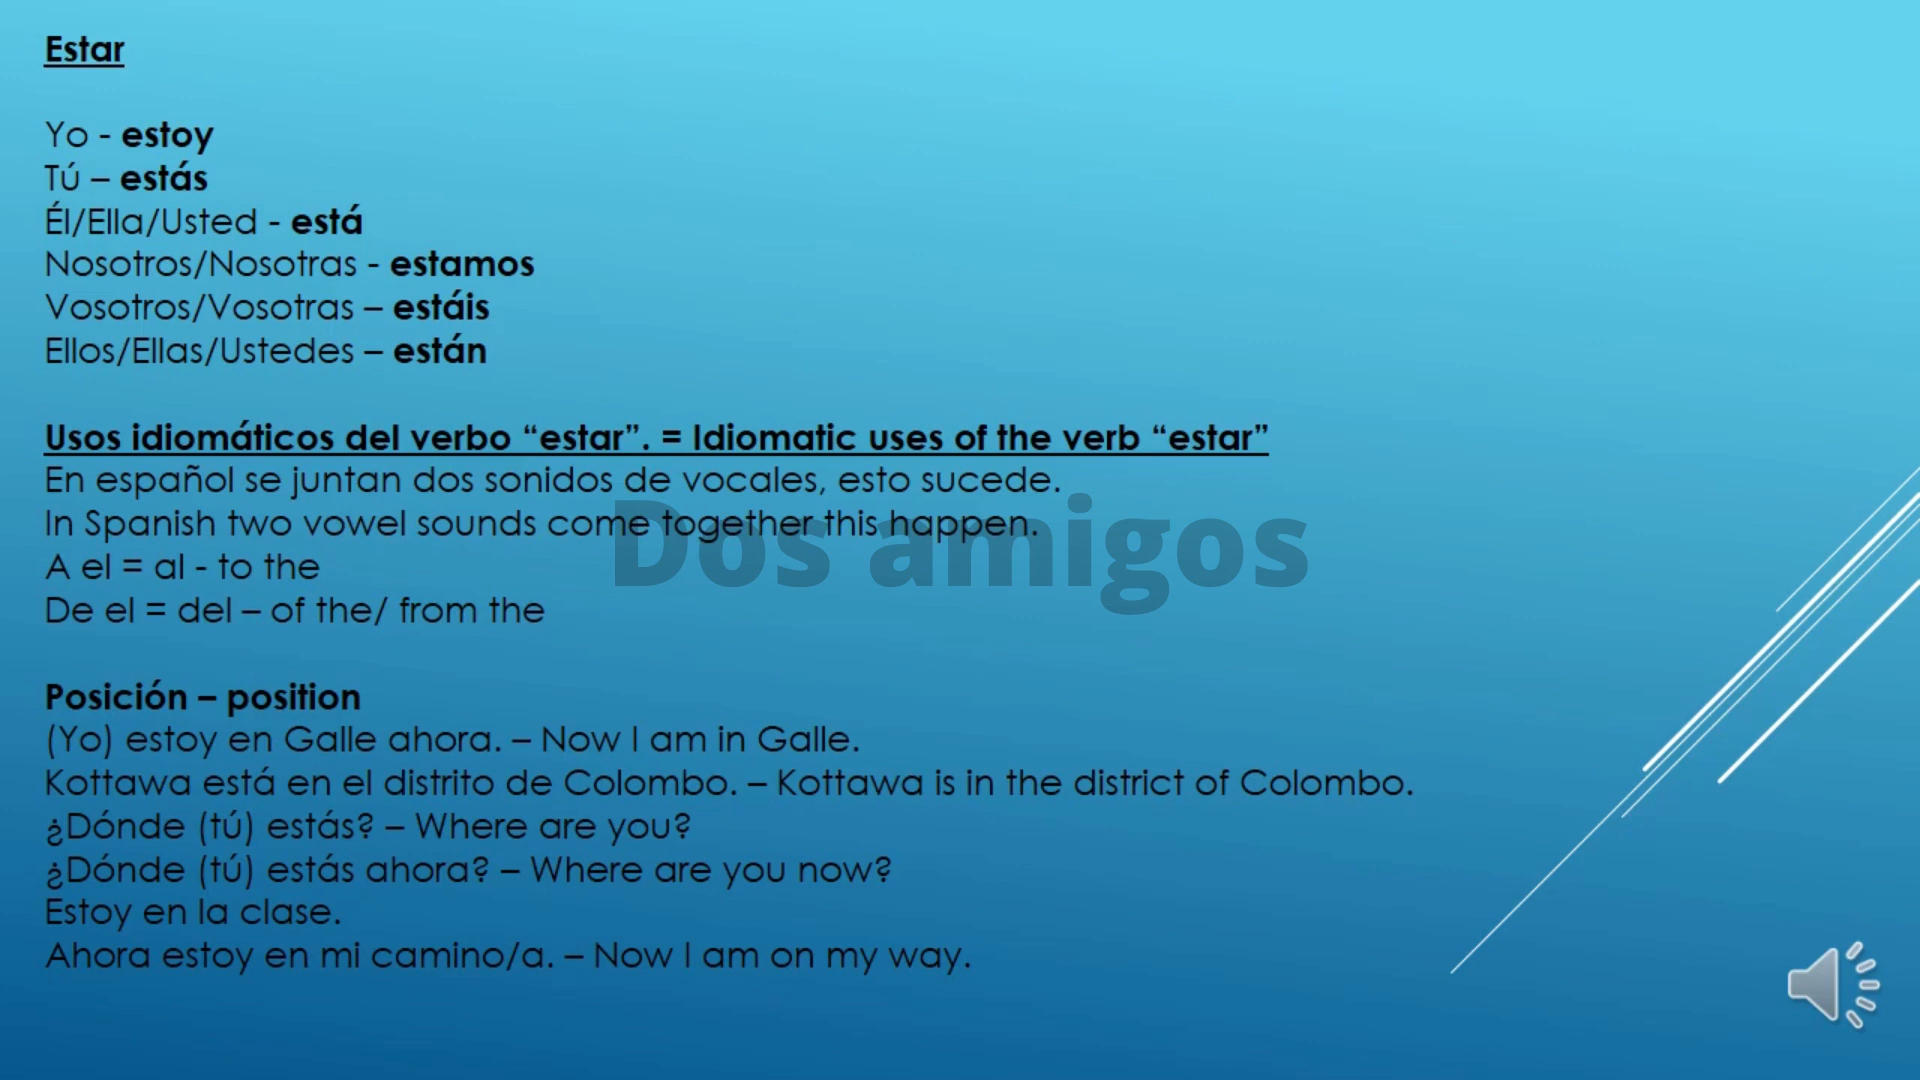 Estar
Yo - estoy
Tú – estás
Él/Ella/Usted - está
Nosotros/Nosotras - estamos
Vosotros/Vosotras – estáis
Ellos/Ellas/Ustedes – están
Usos idiomáticos del verbo “estar”. = Idiomatic uses of the verb “estar”
En español se juntan dos sonidos de vocales, esto sucede.
In Spanish two vowel sounds come together this happen.
Dos amigos
A el = al - to the
De el = del – of the/ from the
Posición – position
(Yo) estoy en Galle ahora. – Now I am in Galle.
Kottawa está en el distrito de Colombo. – Kottawa is in the district of Colombo.
¿Dónde (tú) estás? – Where are you?
¿Dónde (tú) estás ahora? – Where are you now?
Estoy en la clase.
Ahora estoy en mi camino/a. – Now I am on my way.